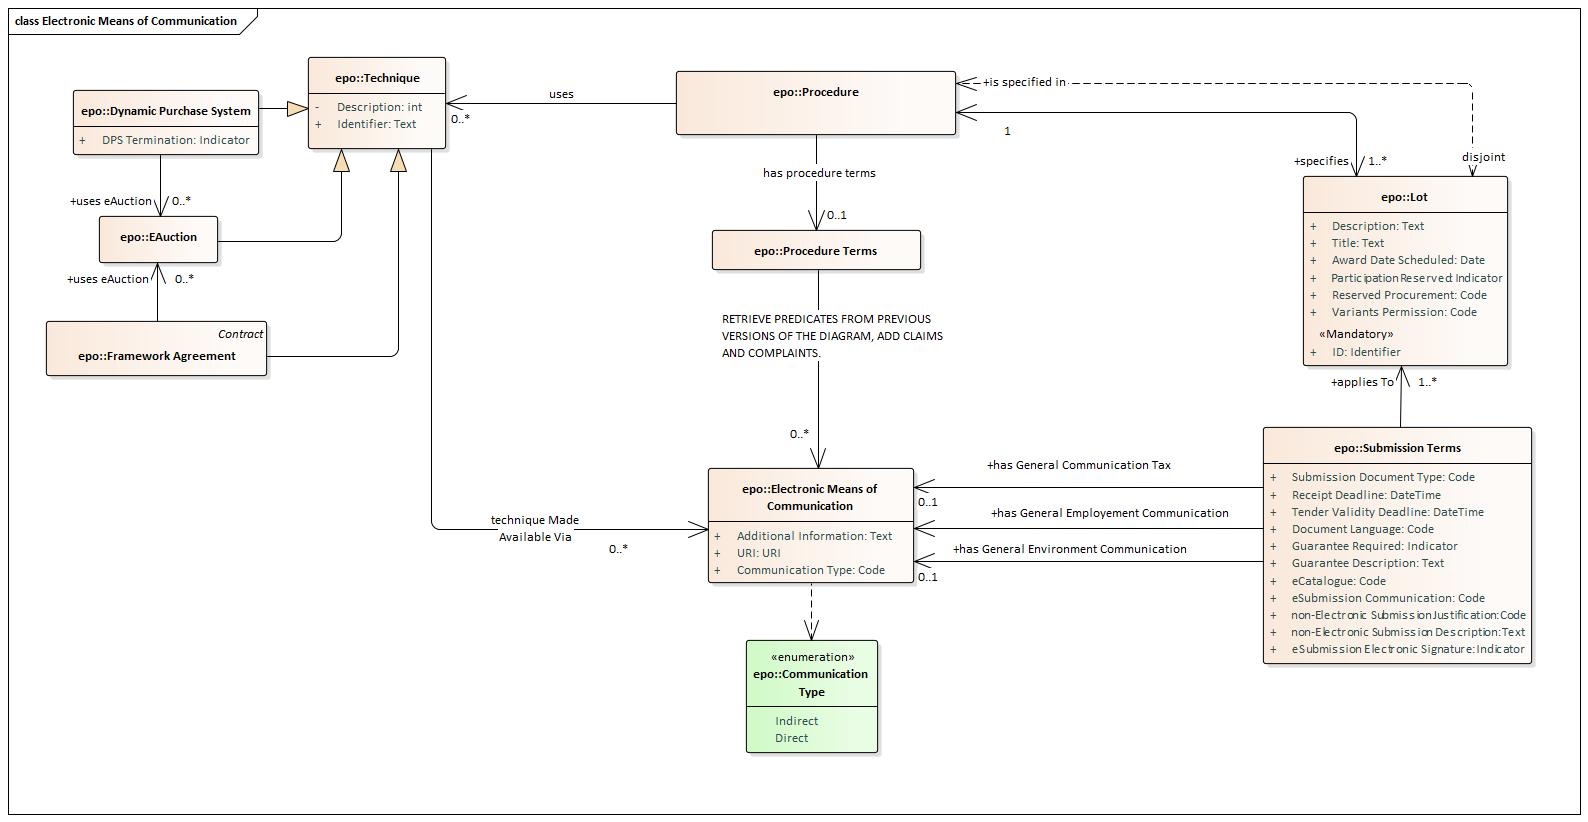 class Electronic Means of Communication
epo::Technique
- Description: int
+ Identifier: Text
epo::Dynamic Purchase System
+ DPS Termination: Indicator
+uses eAuction
0..*
epo::EAuction
+uses eAuction
0..*
Contract
epo::Framework Agreement
uses
0..*
epo::Procedure
+is specified in
1
+specifies
1..*
disjoint
has procedure terms
0..1
epo::Procedure Terms
RETRIEVE PREDICATES FROM PREVIOUS
VERSIONS OF THE DIAGRAM, ADD CLAIMS
AND COMPLAINTS.
0..*
epo::Lot
+ Description: Text
+ Title: Text
+ Award Date Scheduled: Date
+ Participation Reserved: Indicator
+ Reserved Procurement: Code
+ Variants Permission: Code
«Mandatory»
+ ID: Identifier
+applies To
1..*
epo::Submission Terms
+ Submission Document Type: Code
+ Receipt Deadline: DateTime
+ Tender Validity Deadline: DateTime
+ Document Language: Code
+ Guarantee Required: Indicator
+ Guarantee Description: Text
+ eCatalogue: Code
+ eSubmission Communication: Code
+ non-Electronic Submission Justification: Code
+ non-Electronic Submission Description: Text
+ eSubmission Electronic Signature: Indicator
+has General Communication Tax
0..1
+has General Employement Communication
+has General Environment Communication
0..1
technique Made
Available Via
0..*
epo::Electronic Means of
Communication
+ Additional Information: Text
+ URI: URI
+ Communication Type: Code
«enumeration»
epo::Communication
Type
Indirect
Direct